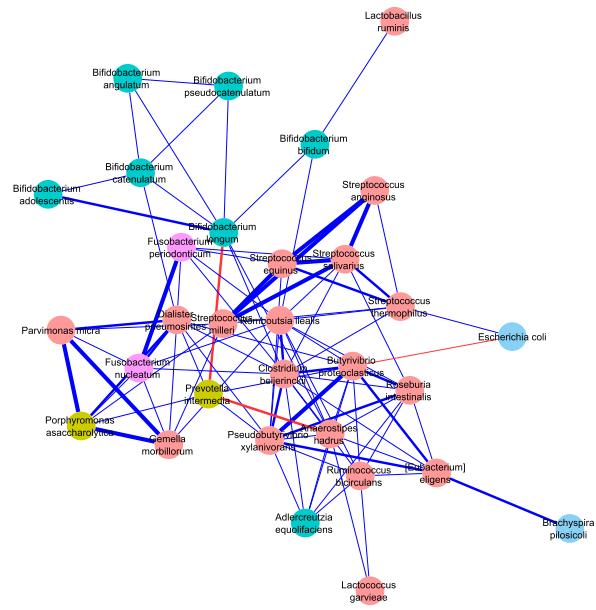 Lactobacillus
ruminis
Bifidobacterium
angulatum
Bifidobacterium
pseudocatenulatum
Bifidobacterium
bifidum
Bifidobacterium
catenulatum
Bifidobacterium
adolescentis
Streptococcus
anginosus
Bifidobacterium
longum
Fusobacterium
periodonticum
Streptococcus
equinus
Streptococcus
salivarius
Streptococcus
thermophilus
Dialister
pneumosintes
Streptococcus
milleri
Romboutsia ilealis
Parvimonas micra
Escherichia coli
Fusobacterium
nucleatum
Clostridium
beijerinckii
Butyrivibrio
proteoclasticus
Roseburia
intestinalis
Prevotella
intermedia
Porphyromonas
asaccharolytica
Gemella
morbillorum
Pseudobutyrivibrio
xylanivorans
Anaerostipes
hadrus
Ruminococcus
bicirculans
[Eubacterium]
eligens
Adlercreutzia
equolifaciens
Brachyspira
pilosicoli
Lactococcus
garvieae